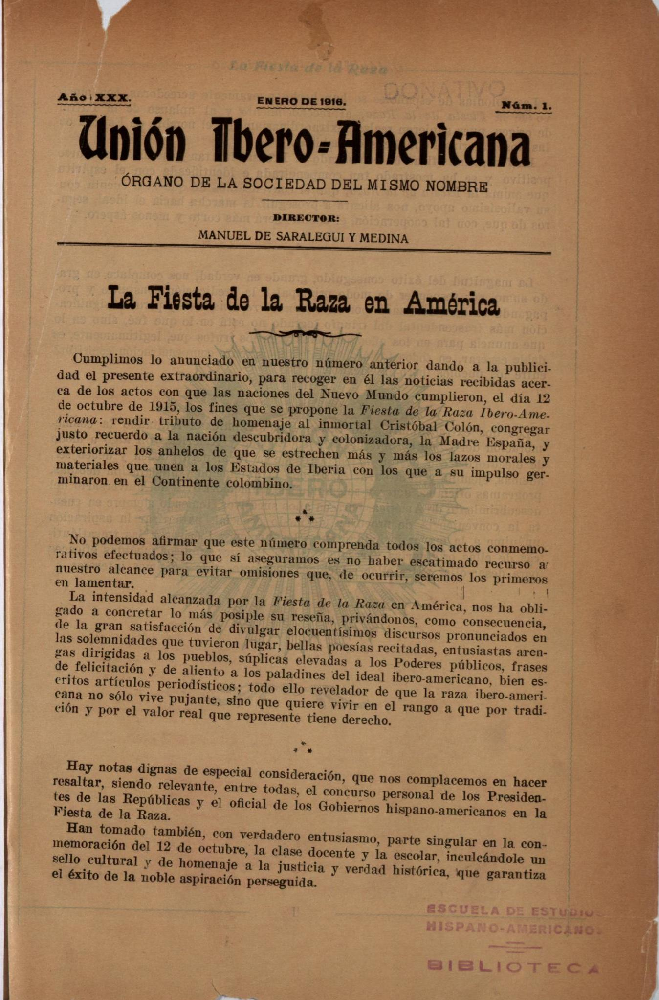 La Fiesta de la Raza
DONATIVO
Año XXX.
ENERO DE 1916.
Núm. 1.
Unión Ibero-Americana
ÓRGANO DE LA SOCIEDAD DEL MISMO NOMBRE
DIRECTOR:
MANUEL DE SARALEGUI Y MEDINA
La Fiesta de la Raza en América
Cumplimos lo anunciado en nuestro número anterior dando a la publici-
dad el presente extraordinario, para recoger en él las noticias recibidas acer-
ca de los actos con que las naciones del Nuevo Mundo cumplieron, el día 12
de octubre de 1915, los fines que se propone la Fiesta de la Raza Ibero-Ame-
ricana: rendir tributo de homenaje al inmortal Cristóbal Colón, congregar
justo recuerdo a la nación descubridora y colonizadora, la Madre España, y
exteriorizar los anhelos de que se estrechen más y más los lazos morales y
materiales que unen a los Estados de Iberia con los que a su impulso ger-
minaron en el Continente colombino.
***
No podemos afirmar que este número comprenda todos los actos conmemo-
rativos efectuados; lo que sí aseguramos es no haber escatimado recurso a
nuestro alcance para evitar omisiones que, de ocurrir, seremos los primeros
en lamentar.
La intensidad alcanzada por la Fiesta de la Raza en América, nos ha obli-
gado a concretar lo más posiple su reseña, privándonos, como consecuencia,
de la gran satisfacción de divulgar elocuentísimos discursos pronunciados en
las solemnidades que tuvieron lugar, bellas poesías recitadas, entusiastas aren-
gas dirigidas a los pueblos, súplicas elevadas a los Poderes públicos, frases
de felicitación y de aliento a los paladines del ideal ibero-americano, bien es-
critos artículos periodísticos; todo ello revelador de que la raza ibero-ameri-
cana no sólo vive pujante, sino que quiere vivir en el rango a que por tradi-
ción y por el valor real que represente tiene derecho.
***
Hay notas dignas de especial consideración, que nos complacemos en hacer
resaltar, siendo relevante, entre todas, el concurso personal de los Presiden-
tes de las Repúblicas y el oficial de los Gobiernos hispano-americanos en la
Fiesta de la Raza.
Han tomado también, con verdadero entusiasmo, parte singular en la con-
memoración del 12 de octubre, la clase docente y la escolar, inculcándole un
sello cultural y de homenaje a la justicia y verdad histórica, que garantiza
el éxito de la noble aspiración perseguida.
1
ESCUELA DE ESTUDIOS
HISPANO-AMERICANOS
BIBLIOTECA